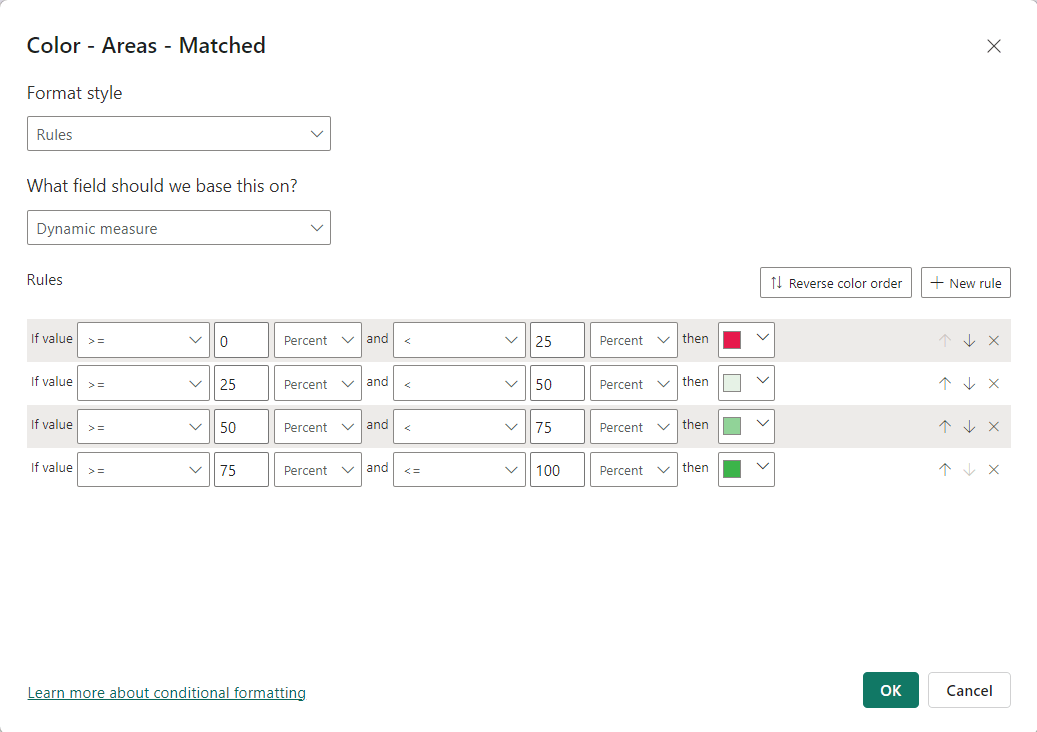 Color - Areas - Matched
Format style
Rules
What field should we base this on?
Dynamic measure
Rules
Reverse color order
New rule
If value >= 0 Percent and < 25 Percent then
If value >= 25 Percent and < 50 Percent then
If value >= 50 Percent and < 75 Percent then
If value >= 75 Percent and <= 100 Percent then
Learn more about conditional formatting
OK
Cancel